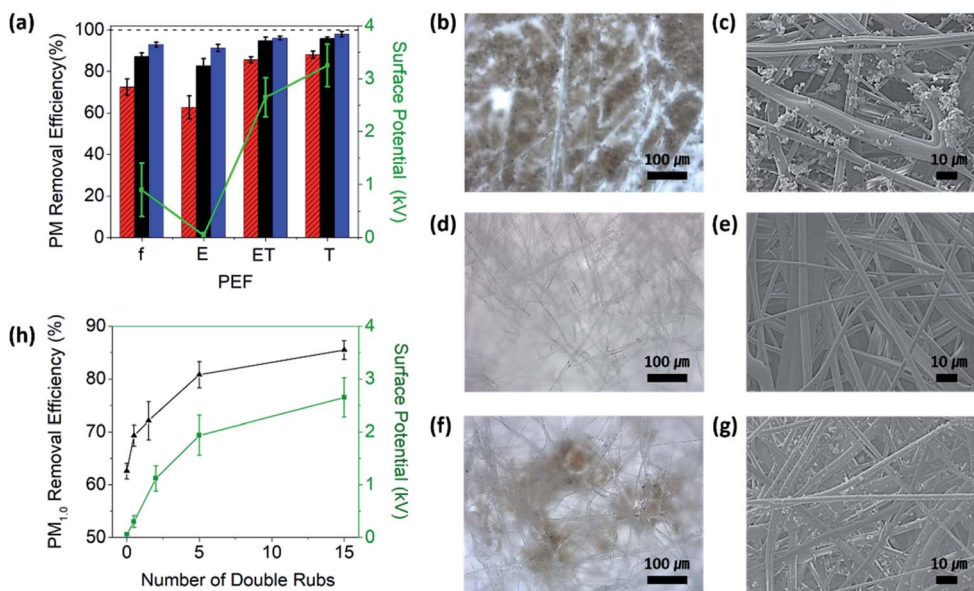 (a)
PM Removal Efficiency(%)
100
80
60
40
20
0
f
E
ET
T
PEF
4
3
2
1
0
Surface Potential (kV)
(b)
100 μm
(c)
10 μm
(d)
100 μm
(e)
10 μm
(h)
PM1.0 Removal Efficiency (%)
90
80
70
60
50
0
5
10
15
Number of Double Rubs
4
3
2
1
0
Surface Potential (kV)
(f)
100 μm
(g)
10 μm